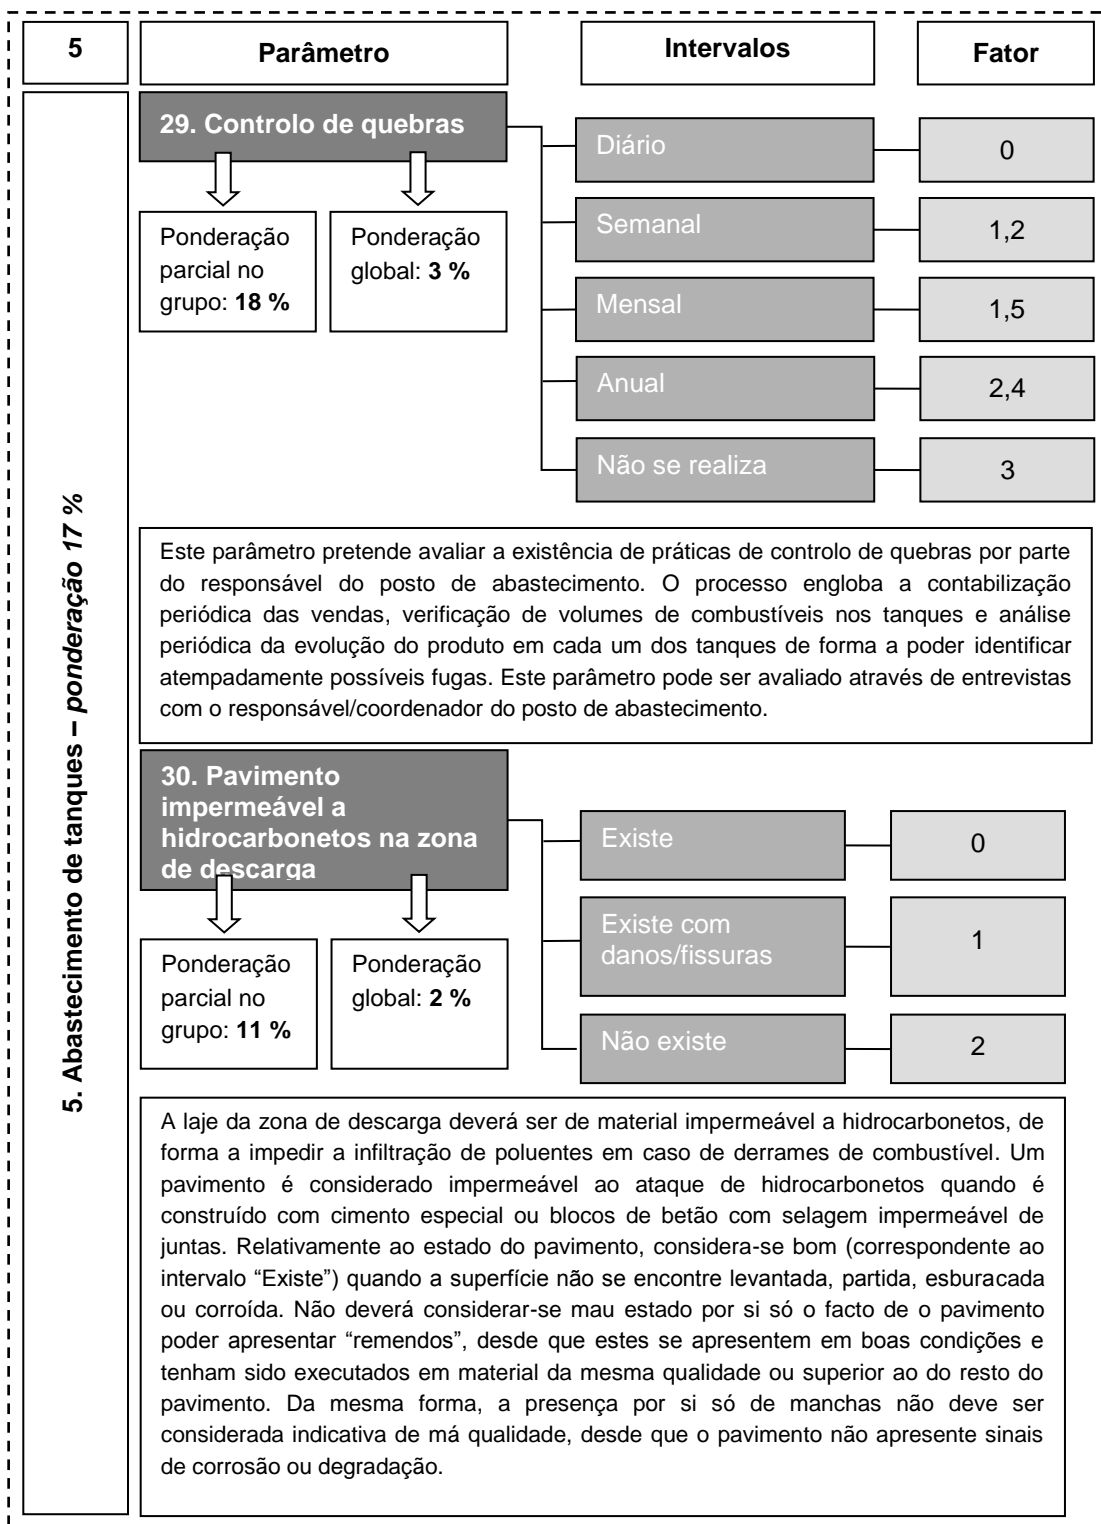 5
Parâmetro
Intervalos
Fator
5. Abastecimento de tanques – ponderação 17 %
29. Controlo de quebras
Ponderação
parcial no
grupo: 18 %
Ponderação
global: 3 %
Diário
0
Semanal
1,2
Mensal
1,5
Anual
2,4
Não se realiza
3
Este parâmetro pretende avaliar a existência de práticas de controlo de quebras por parte
do responsável do posto de abastecimento. O processo engloba a contabilização
periódica das vendas, verificação de volumes de combustíveis nos tanques e análise
periódica da evolução do produto em cada um dos tanques de forma a poder identificar
atempadamente possíveis fugas. Este parâmetro pode ser avaliado através de entrevistas
com o responsável/coordenador do posto de abastecimento.
30. Pavimento
impermeável a
hidrocarbonetos na zona
de descarga
Ponderação
parcial no
grupo: 11 %
Ponderação
global: 2 %
Existe
0
Existe com
danos/fissuras
1
Não existe
2
A laje da zona de descarga deverá ser de material impermeável a hidrocarbonetos, de
forma a impedir a infiltração de poluentes em caso de derrames de combustível. Um
pavimento é considerado impermeável ao ataque de hidrocarbonetos quando é
construído com cimento especial ou blocos de betão com selagem impermeável de
juntas. Relativamente ao estado do pavimento, considera-se bom (correspondente ao
intervalo “Existe”) quando a superfície não se encontre levantada, partida, esburacada
ou corroída. Não deverá considerar-se mau estado por si só o facto de o pavimento
poder apresentar “remendos”, desde que estes se apresentem em boas condições e
tenham sido executados em material da mesma qualidade ou superior ao do resto do
pavimento. Da mesma forma, a presença por si só de manchas não deve ser
considerada indicativa de má qualidade, desde que o pavimento não apresente sinais
de corrosão ou degradação.